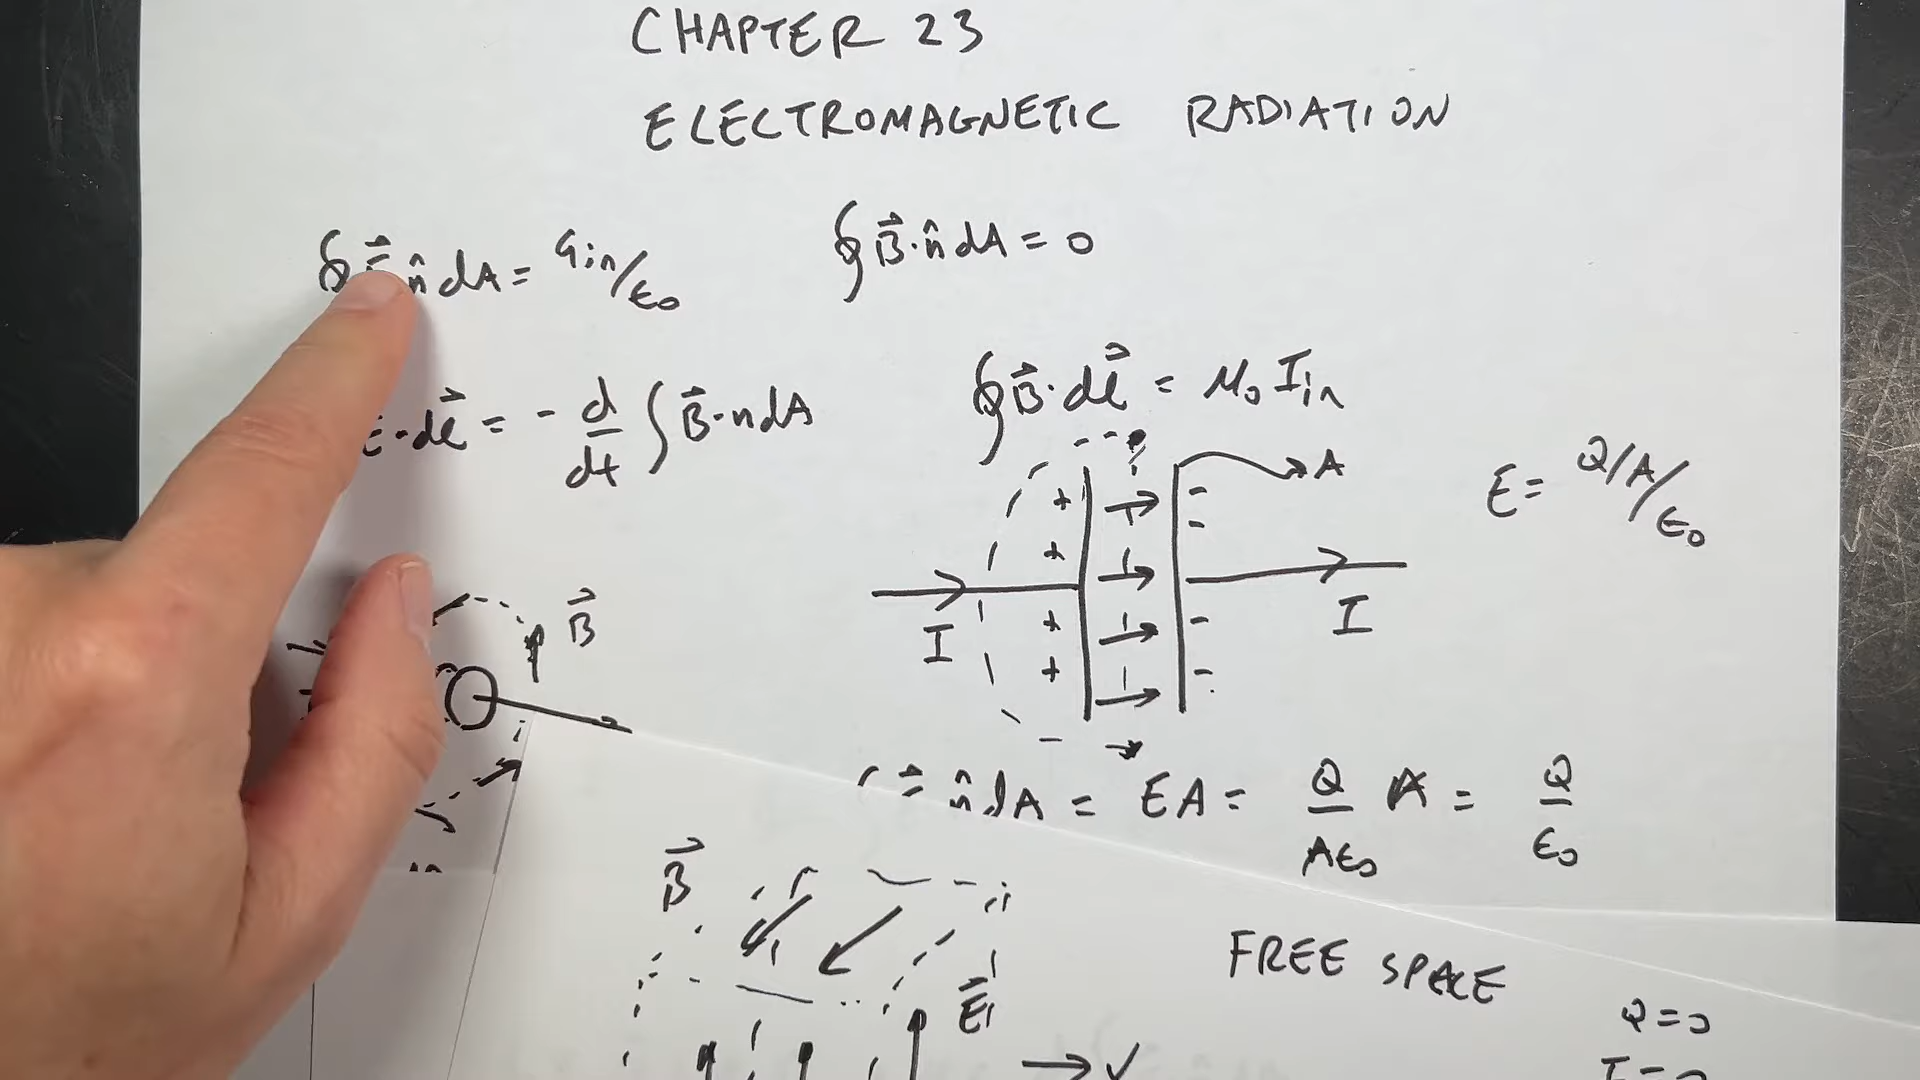 CHAPTER 23
ELECTROMAGNETIC RADIATION
∮E⃗ n̂ dA = qin/ε0
∮B⃗·n̂ dA = 0
E·dl⃗ = - d/dt ∫B⃗·n dA
∮B⃗·dl⃗ = μ0 Iin
A
E = Q/A/ε0
+ -
+ -
I
I
+ -
+ -
B⃗
n̂ dA = EA = Q/Aε0 A = Q/ε0
B⃗
FREE SPACE
E⃗
Q=0
I=0